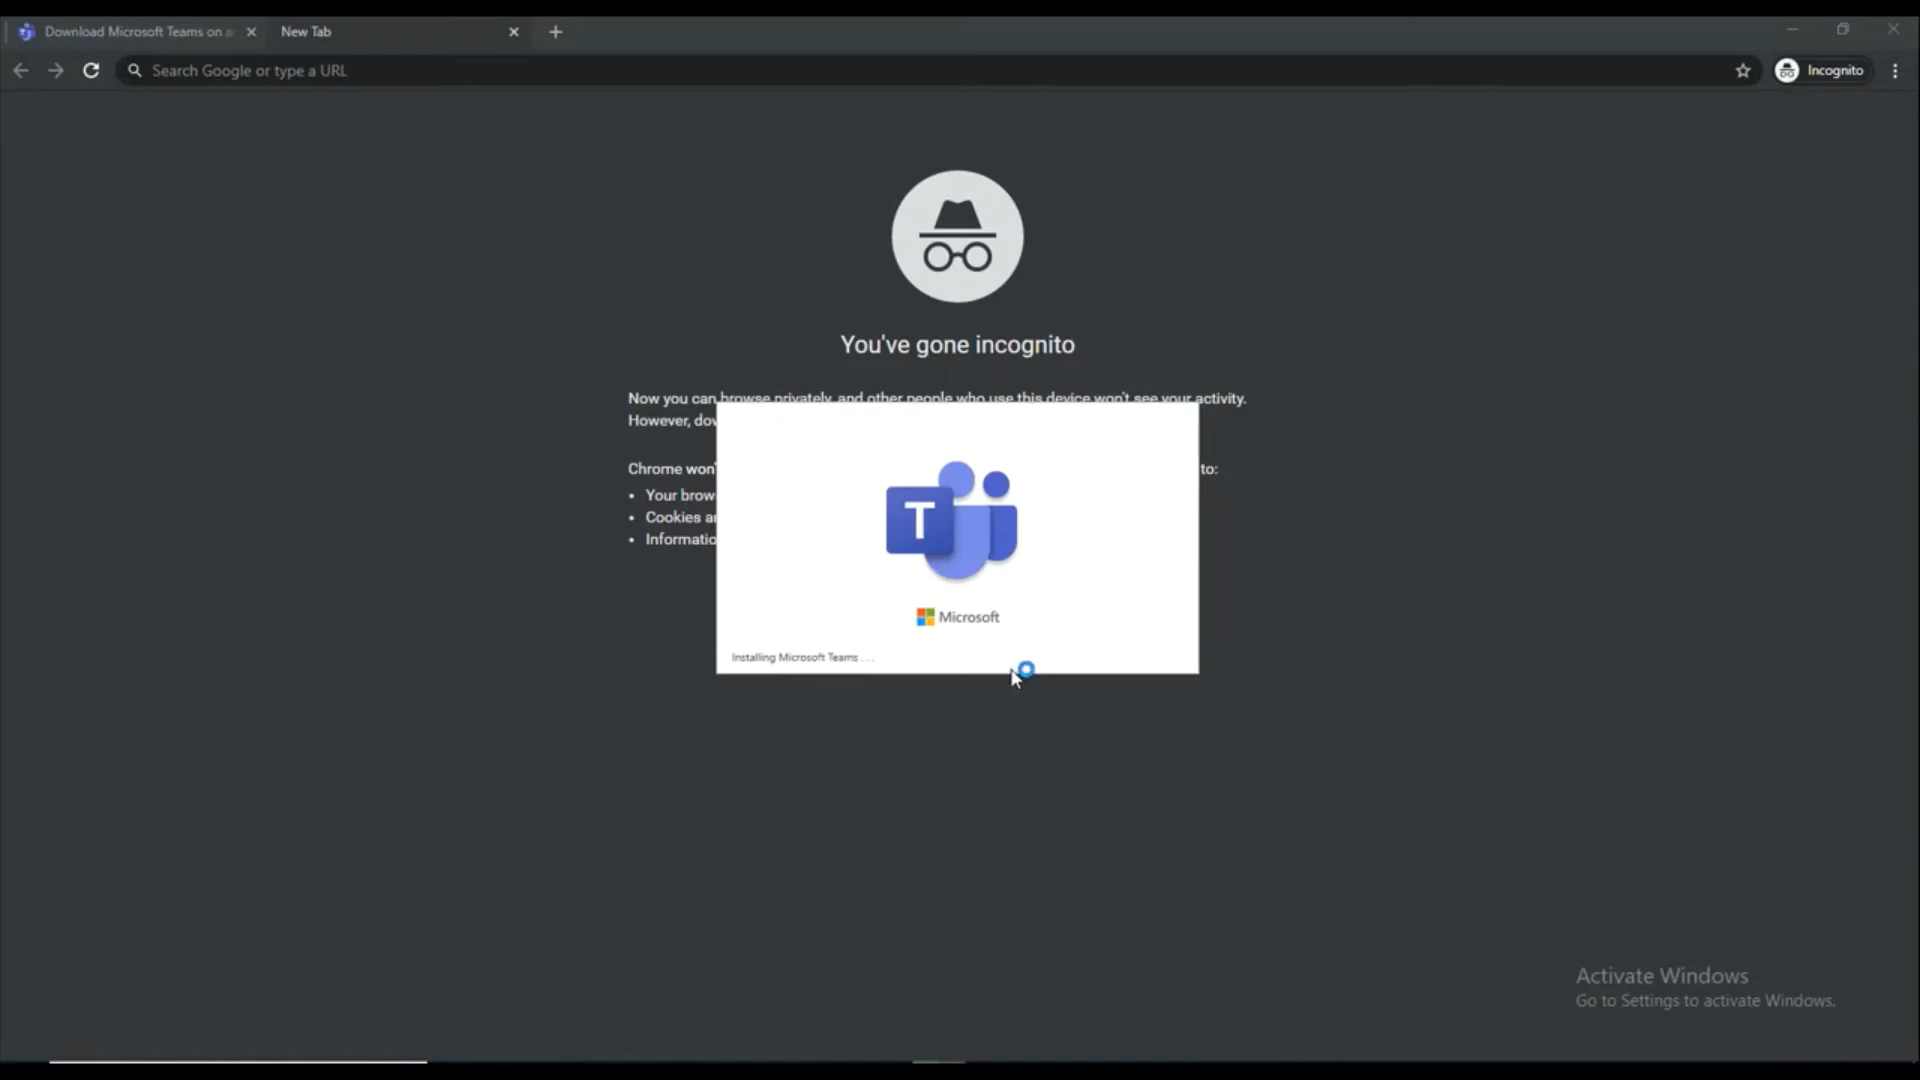 Download Microsoft Teams on a
New Tab
Search Google or type a URL
Incognito
You've gone incognito
Now you can browse privately, and other people who use this device won't see your activity.
However, dow
Chrome won'
to:
• Your brow
• Cookies a
• Informatio
T
Microsoft
Installing Microsoft Teams . . .
Activate Windows
Go to Settings to activate Windows.